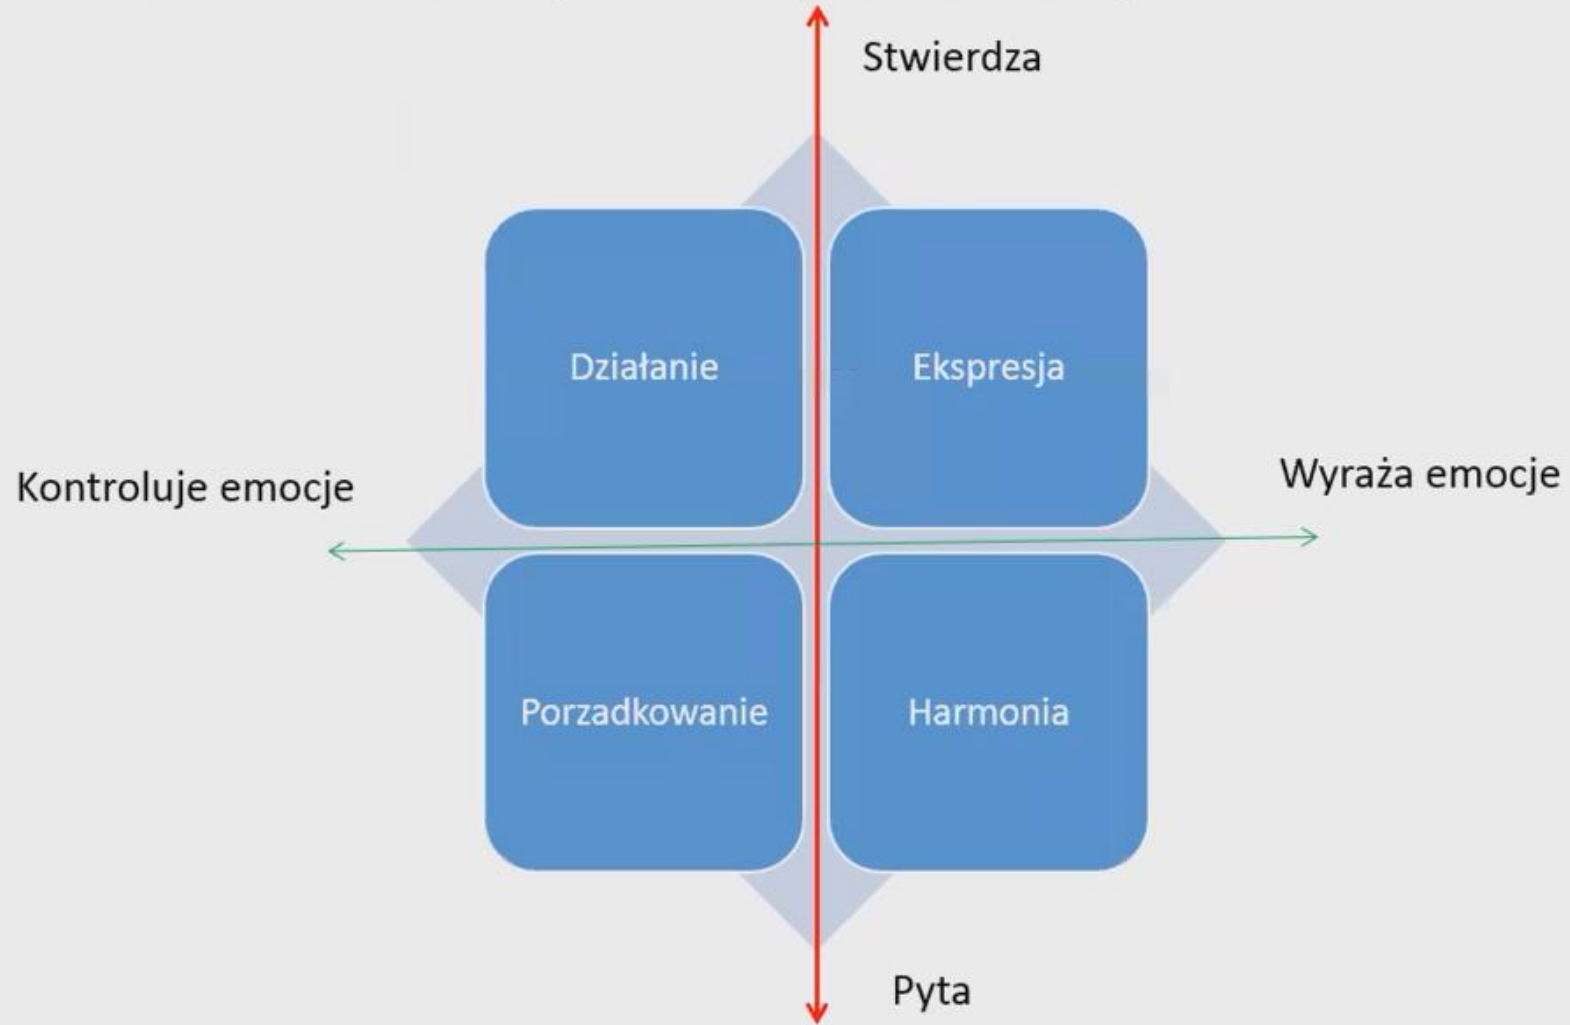 Stwierdza
Działanie
Ekspresja
Kontroluje emocje
Wyraża emocje
Porzadkowanie
Harmonia
Pyta